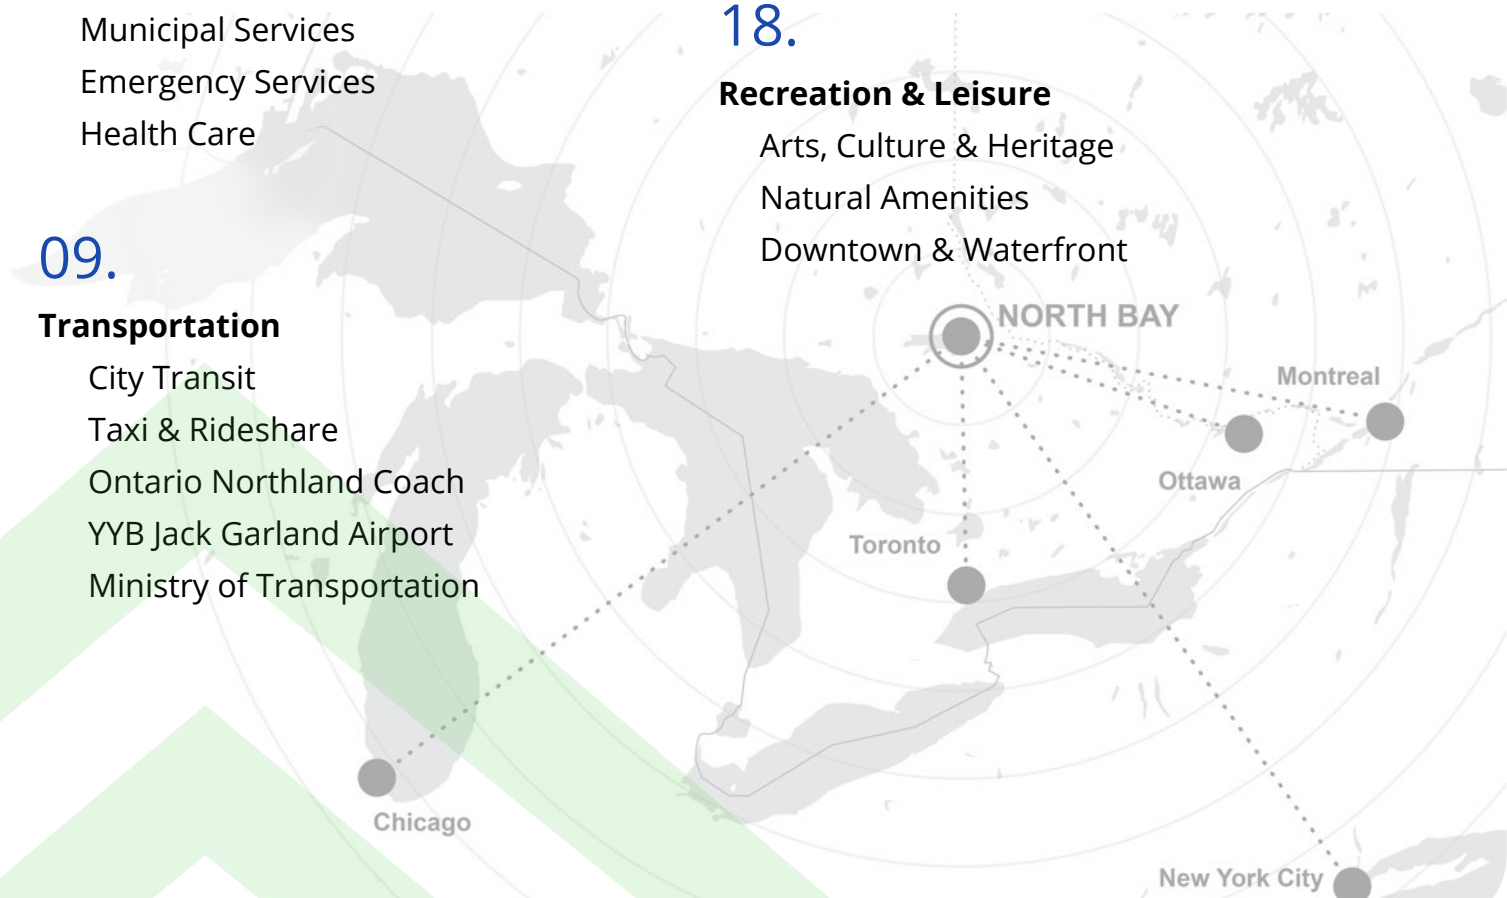 Municipal Services
Emergency Services
Health Care
09.
Transportation
City Transit
Taxi & Rideshare
Ontario Northland Coach
YYB Jack Garland Airport
Ministry of Transportation
18.
Recreation & Leisure
Arts, Culture & Heritage
Natural Amenities
Downtown & Waterfront
NORTH BAY
Montreal
Ottawa
Toronto
Chicago
New York City